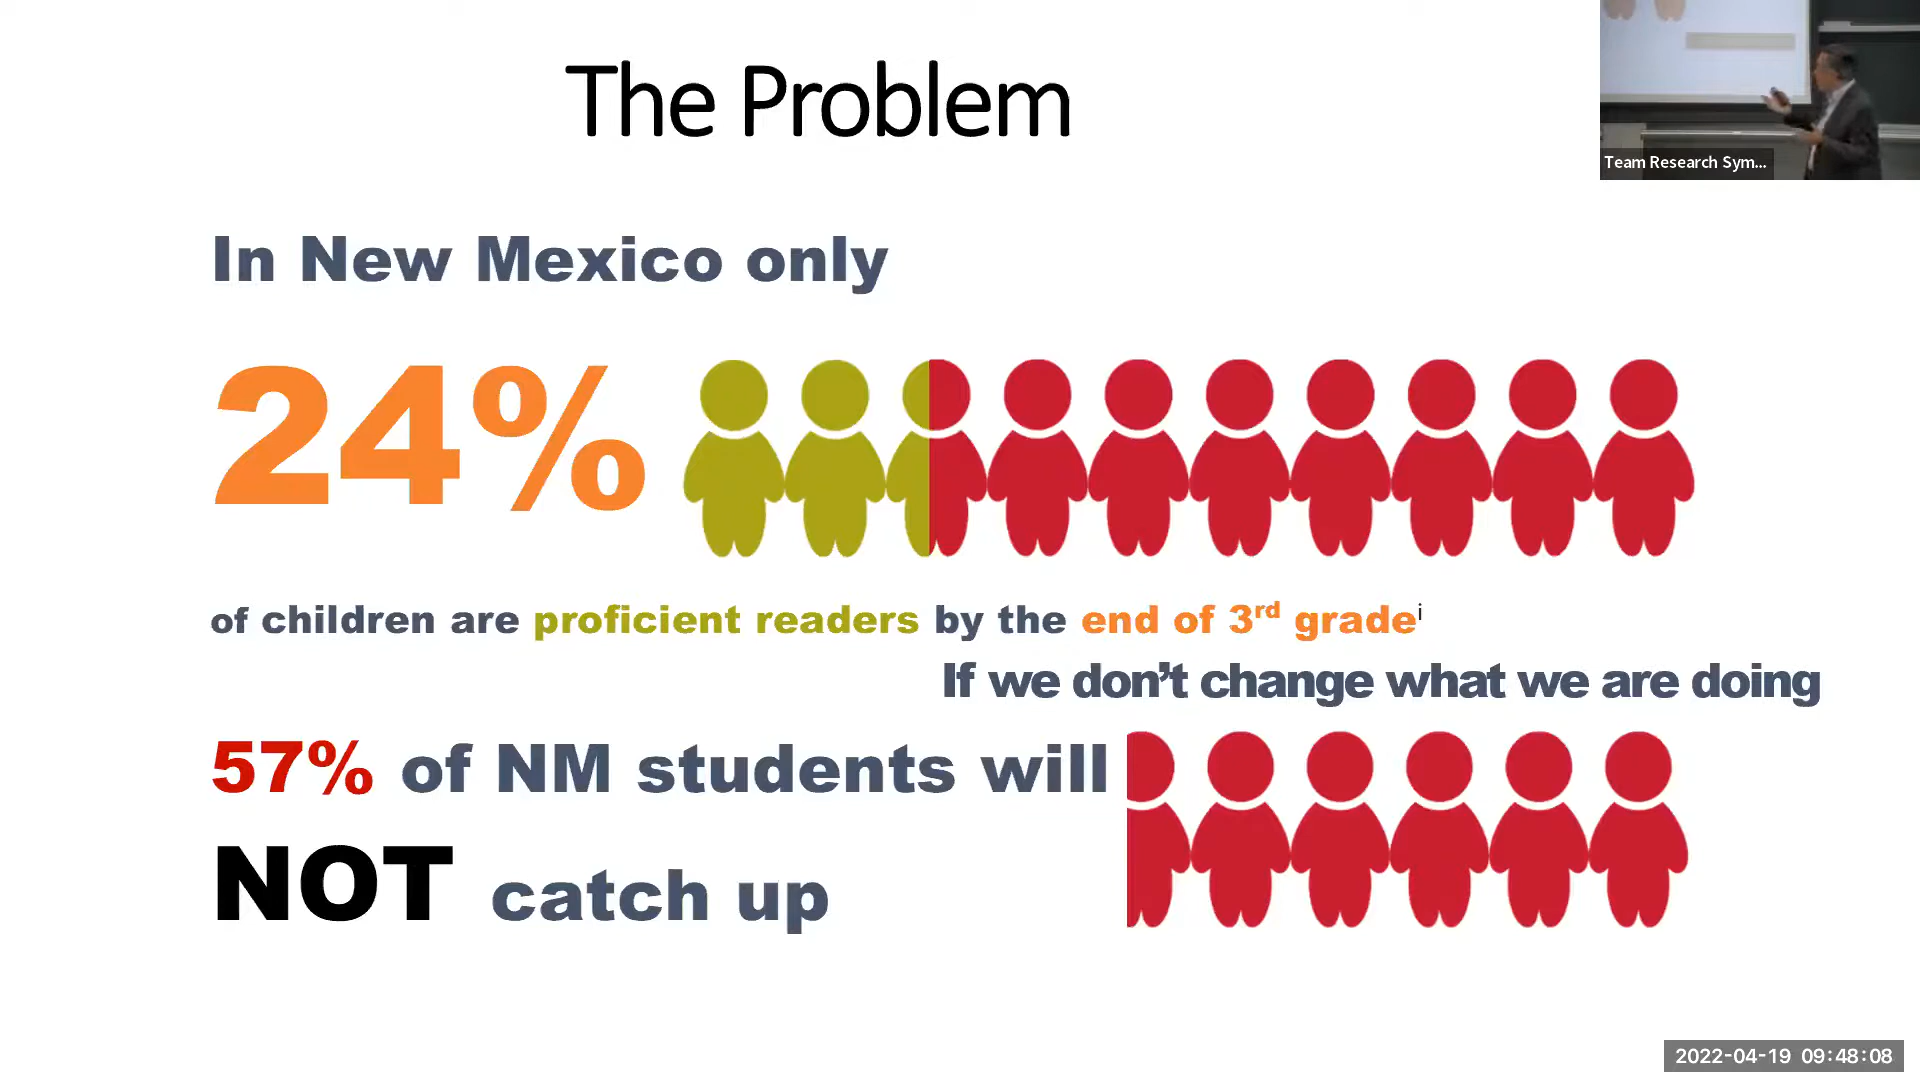 The Problem
Team Research Sym...
In New Mexico only
24%
of children are proficient readers by the end of 3rd gradeⁱ
If we don’t change what we are doing
57% of NM students will
NOT catch up
2022-04-19 09:48:08